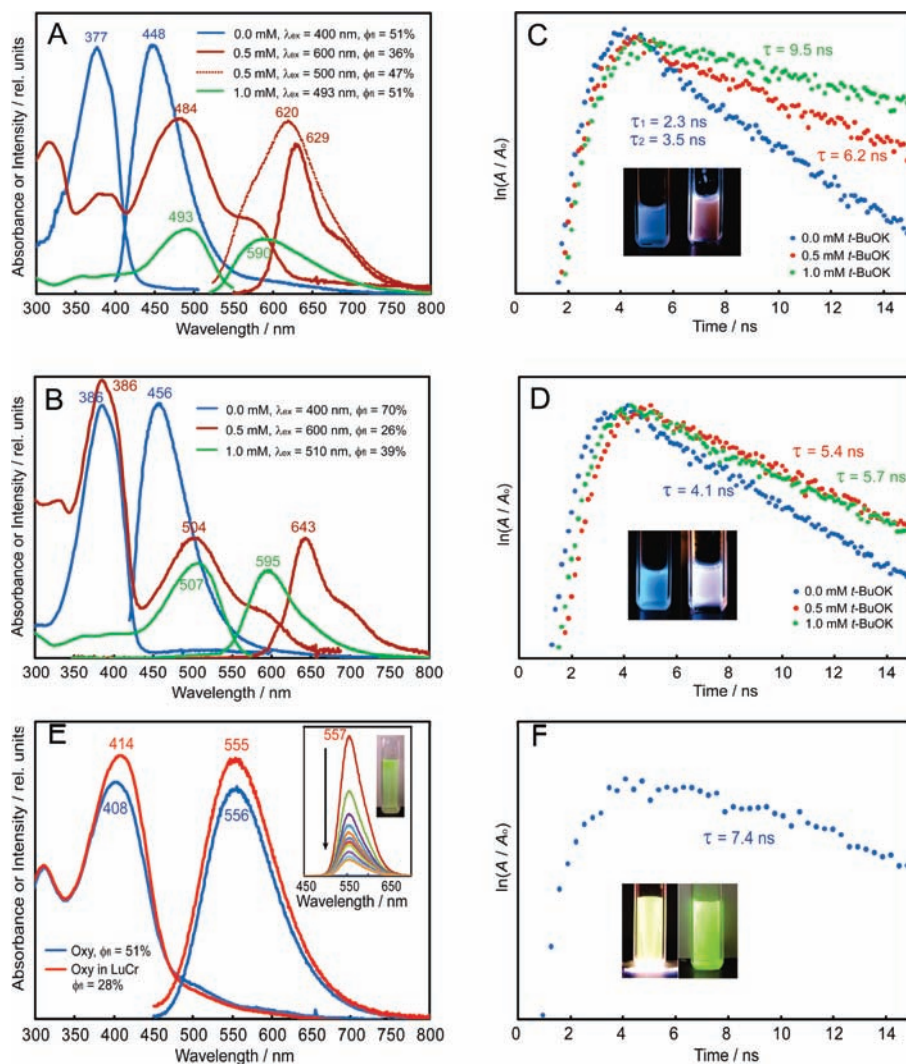 A
377
448
0.0 mM, λex = 400 nm, ϕfl = 51%
0.5 mM, λex = 600 nm, ϕfl = 36%
0.5 mM, λex = 500 nm, ϕfl = 47%
1.0 mM, λex = 493 nm, ϕfl = 51%
484
620
629
493
590
Absorbance or Intensity / rel. units
300 350 400 450 500 550 600 650 700 750 800
Wavelength / nm
C
τ = 9.5 ns
τ1 = 2.3 ns
τ2 = 3.5 ns
τ = 6.2 ns
0.0 mM t-BuOK
0.5 mM t-BuOK
1.0 mM t-BuOK
ln(A / Ao)
0 2 4 6 8 10 12 14
Time / ns
B
386
386
456
0.0 mM, λex = 400 nm, ϕfl = 70%
0.5 mM, λex = 600 nm, ϕfl = 26%
1.0 mM, λex = 510 nm, ϕfl = 39%
504
643
507
595
Absorbance or Intensity / rel. units
300 350 400 450 500 550 600 650 700 750 800
Wavelength / nm
D
τ = 5.4 ns
τ = 4.1 ns
τ = 5.7 ns
0.0 mM t-BuOK
0.5 mM t-BuOK
1.0 mM t-BuOK
ln(A / Ao)
0 2 4 6 8 10 12 14
Time / ns
E
414
408
555
556
557
450 550 650
Wavelength / nm
Oxy, ϕfl = 51%
Oxy in LuCr
ϕfl = 28%
Absorbance or Intensity / rel. units
300 350 400 450 500 550 600 650 700 750 800
Wavelength / nm
F
τ = 7.4 ns
ln(A / Ao)
0 2 4 6 8 10 12 14
Time / ns